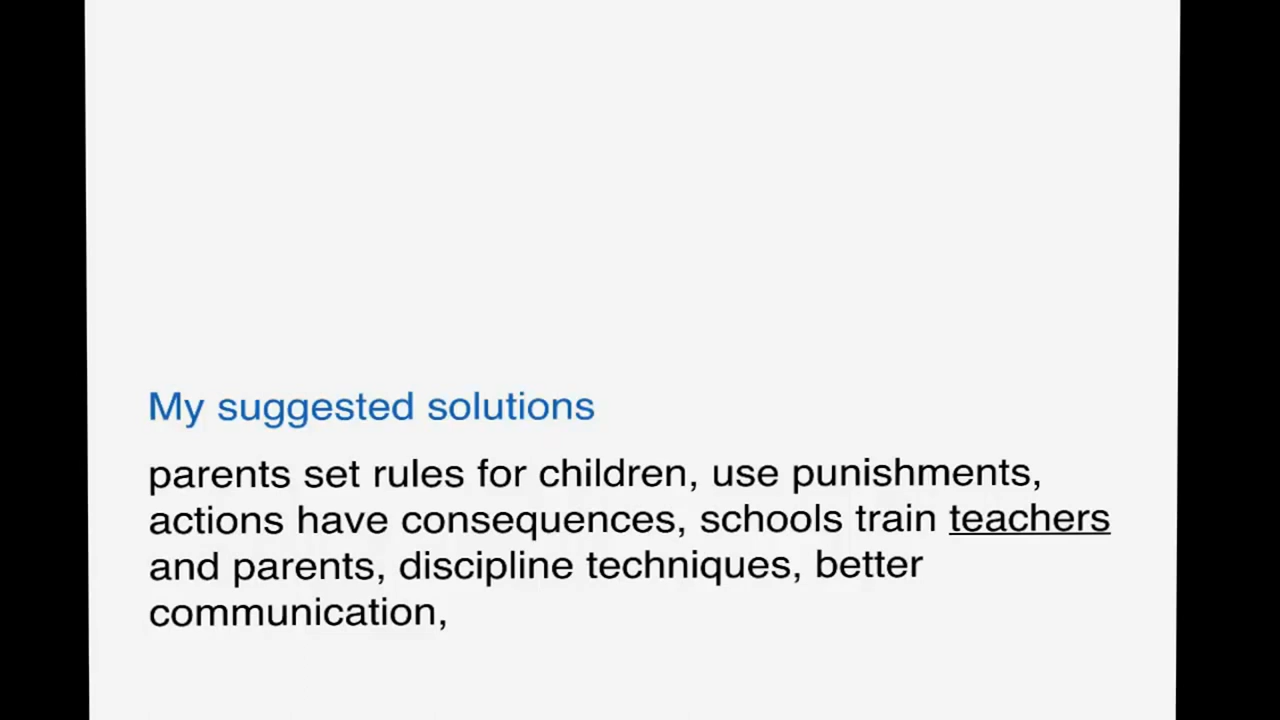 My suggested solutions
parents set rules for children, use punishments,
actions have consequences, schools train teachers
and parents, discipline techniques, better
communication,